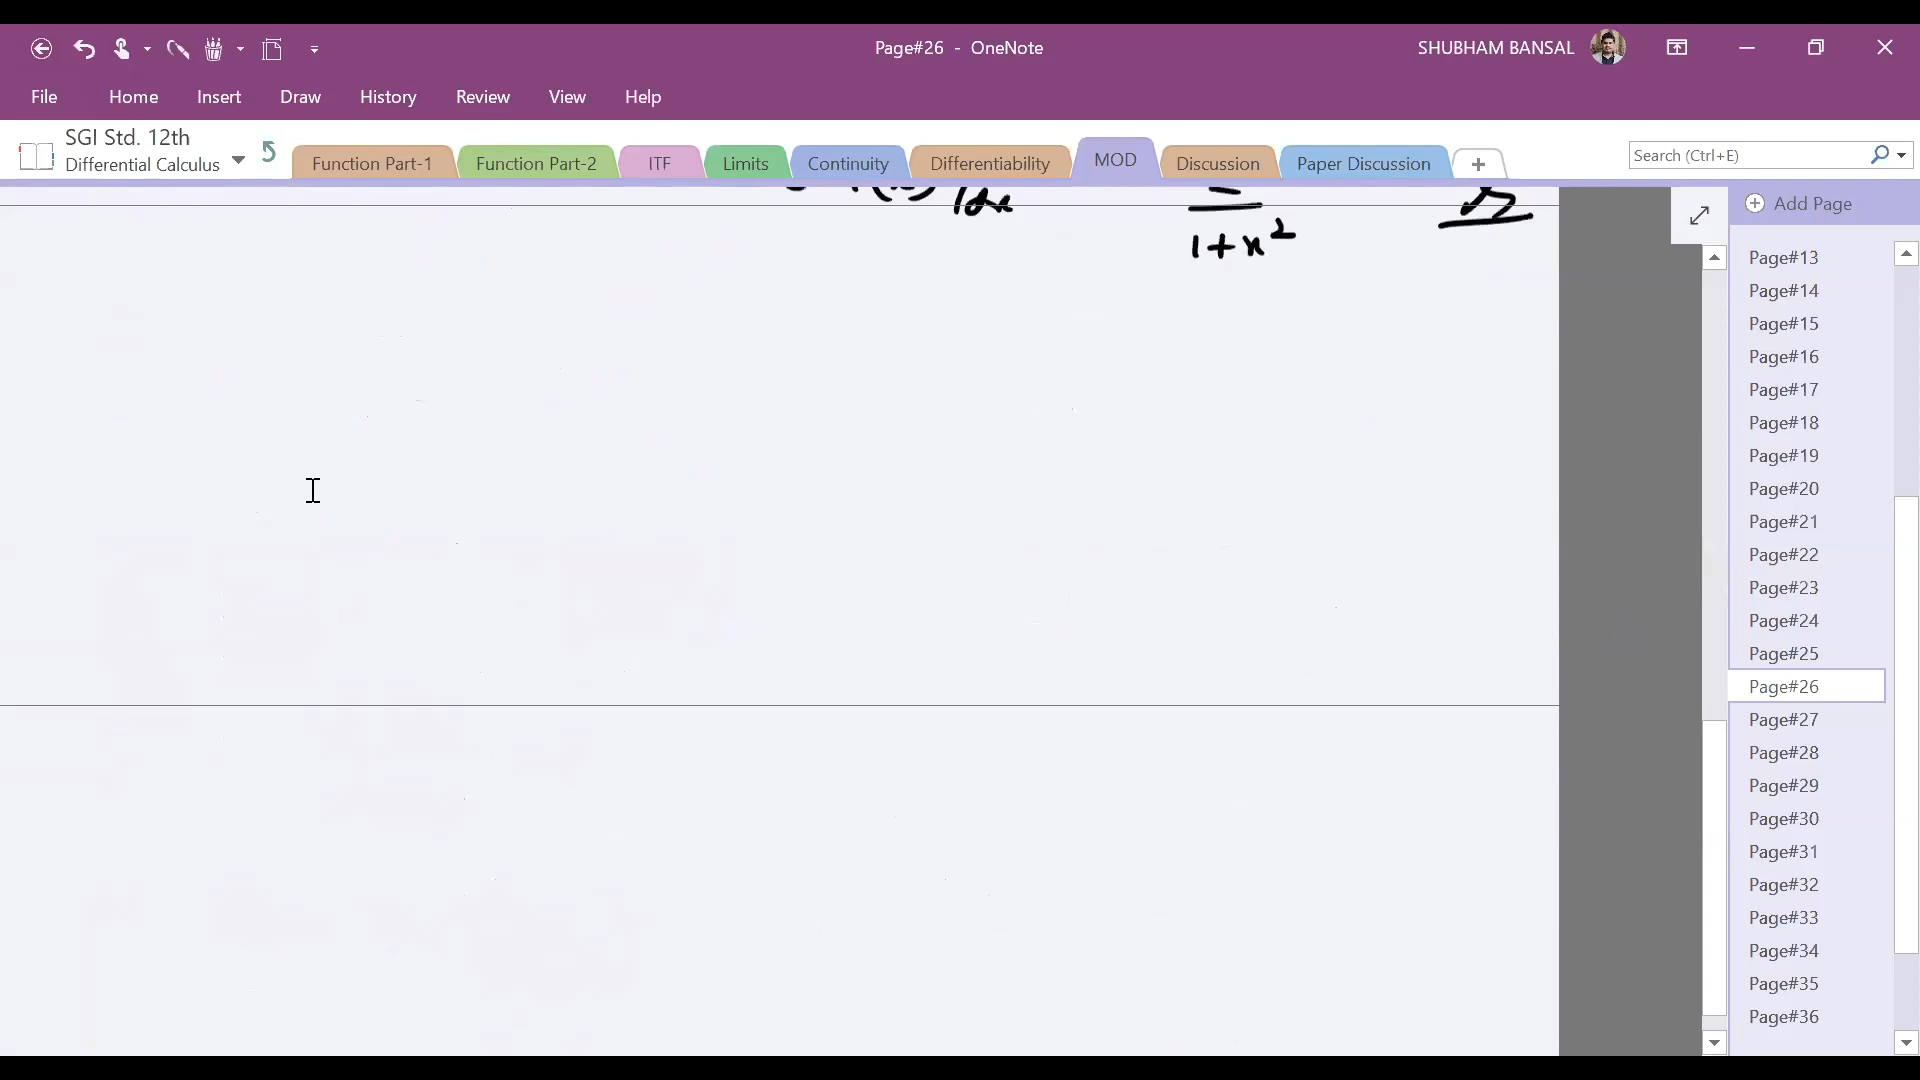 Page#26 - OneNote
SHUBHAM BANSAL
File Home Insert Draw History Review View Help
SGI Std. 12th
Differential Calculus
Function Part-1 Function Part-2 ITF Limits Continuity Differentiability MOD Discussion Paper Discussion +
Search (Ctrl+E)
Add Page
1+x²
Page#13
Page#14
Page#15
Page#16
Page#17
Page#18
Page#19
Page#20
Page#21
Page#22
Page#23
Page#24
Page#25
Page#26
Page#27
Page#28
Page#29
Page#30
Page#31
Page#32
Page#33
Page#34
Page#35
Page#36